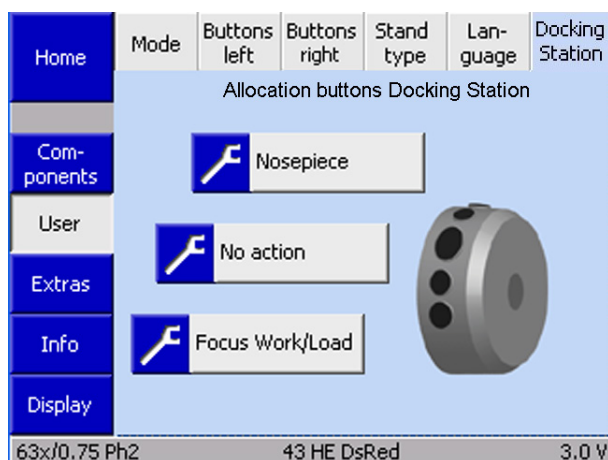 Home
Mode
Buttons
left
Buttons
right
Stand
type
Lan-
guage
Docking
Station
Allocation buttons Docking Station
Com-
ponents
Nosepiece
User
No action
Extras
Info
Focus Work/Load
Display
63x/0.75 Ph2 43 HE DsRed 3.0 V